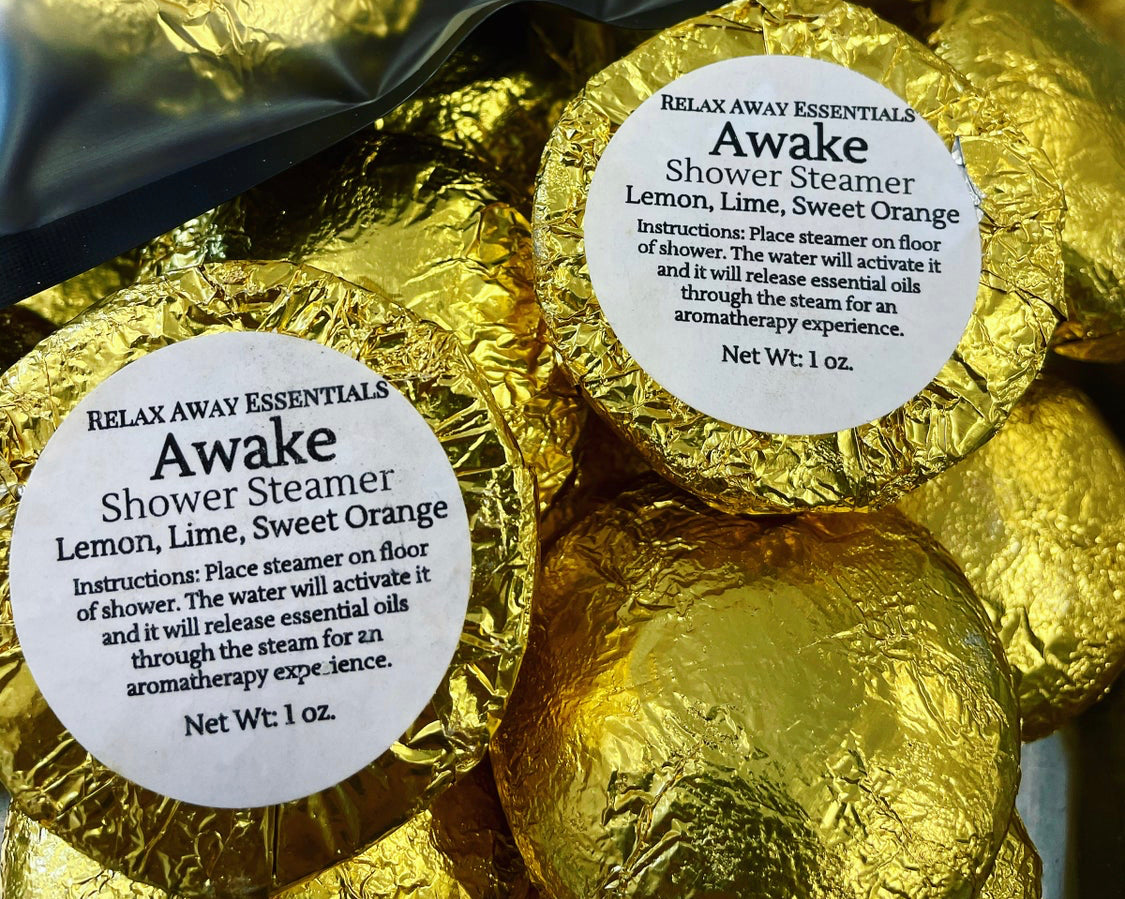 RELAX AWAY ESSENTIALS
Awake
Shower Steamer
Lemon, Lime, Sweet Orange
Instructions: Place steamer on floor
of shower. The water will activate it
and it will release essential oils
through the steam for an
aromatherapy experience.
Net Wt: 1 oz.
RELAX AWAY ESSENTIALS
Awake
Shower Steamer
Lemon, Lime, Sweet Orange
Instructions: Place steamer on floor
of shower. The water will activate it
and it will release essential oils
through the steam for an
aromatherapy experience.
Net Wt: 1 oz.